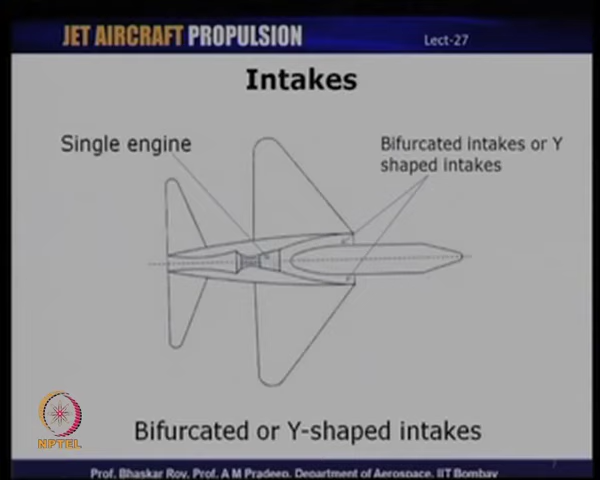 JET AIRCRAFT PROPULSION
Lect-27
Intakes
Single engine
Bifurcated intakes or Y
shaped intakes
NPTEL
Bifurcated or Y-shaped intakes
Prof. Bhaskar Roy, Prof. A M Pradeep, Department of Aerospace, IIT Bombay